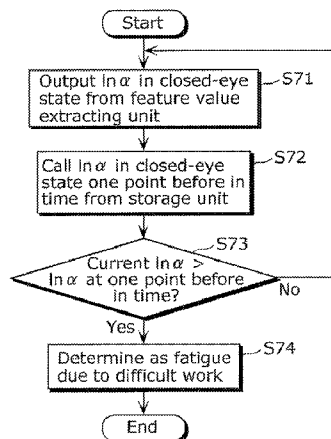 Start
S71
Output ln α in closed-eye
state from feature value
extracting unit
S72
Call ln α in closed-eye
state one point before in
time from storage unit
S73
Current ln α >
ln α at one point before
in time?
No
Yes
S74
Determine as fatigue
due to difficult work
End